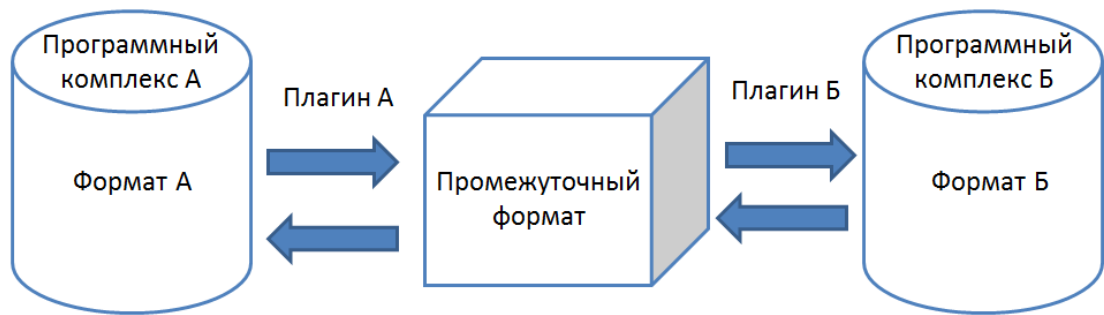 Программный
комплекс А
Формат А
Плагин А
Промежуточный
формат
Плагин Б
Программный
комплекс Б
Формат Б